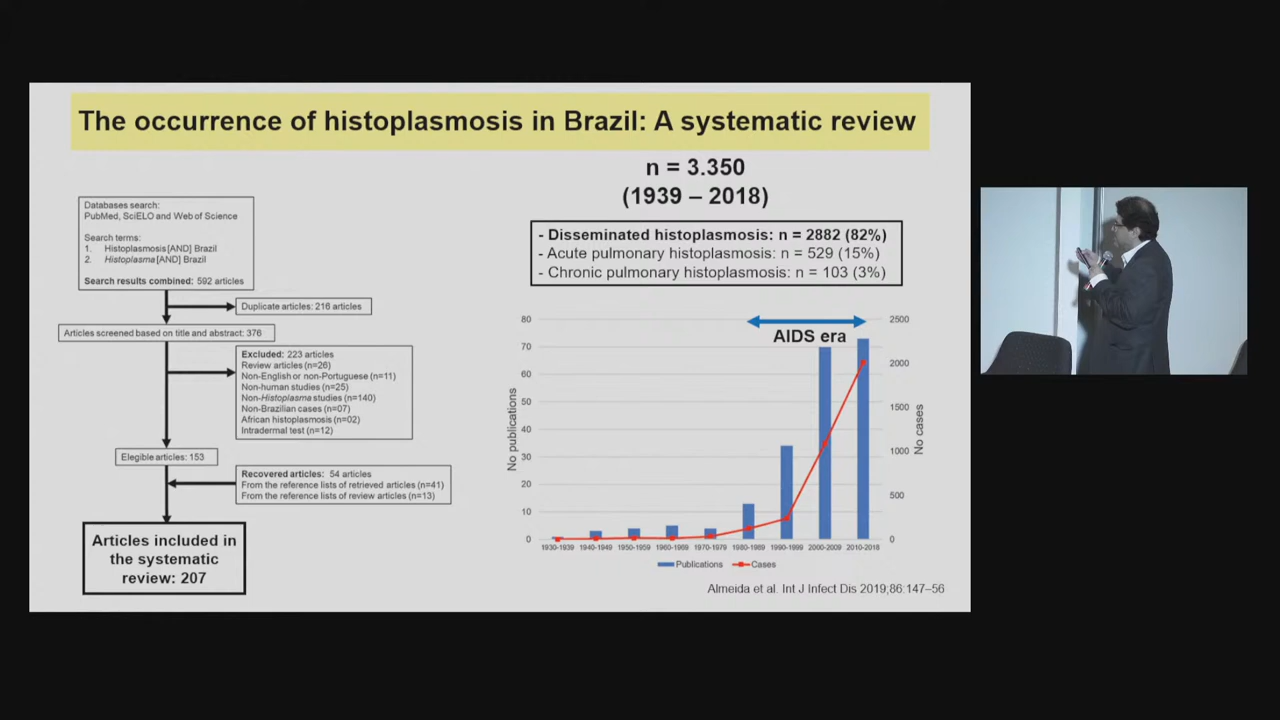 The occurrence of histoplasmosis in Brazil: A systematic review
n = 3.350
(1939 – 2018)
- Disseminated histoplasmosis: n = 2882 (82%)
- Acute pulmonary histoplasmosis: n = 529 (15%)
- Chronic pulmonary histoplasmosis: n = 103 (3%)
Databases search:
PubMed, SciELO and Web of Science
Search terms:
1. Histoplasmosis [AND] Brazil
2. Histoplasma [AND] Brazil
Search results combined: 592 articles
Duplicate articles: 216 articles
Articles screened based on title and abstract: 376
Excluded: 223 articles
Review articles (n=26)
Non-English or non-Portuguese (n=11)
Non-human studies (n=25)
Non-Histoplasma studies (n=140)
Non-Brazilian cases (n=07)
African histoplasmosis (n=02)
Intradermal test (n=12)
Elegible articles: 153
Recovered articles: 54 articles
From the reference lists of retrieved articles (n=41)
From the reference lists of review articles (n=13)
Articles included in
the systematic
review: 207
AIDS era
No publications
80
70
60
50
40
30
20
10
0
2500
2000
1500
1000
500
0
No cases
1930-1939 1940-1949 1950-1959 1960-1969 1970-1979 1980-1989 1990-1999 2000-2009 2010-2018
Publications Cases
Almeida et al. Int J Infect Dis 2019;86:147–56